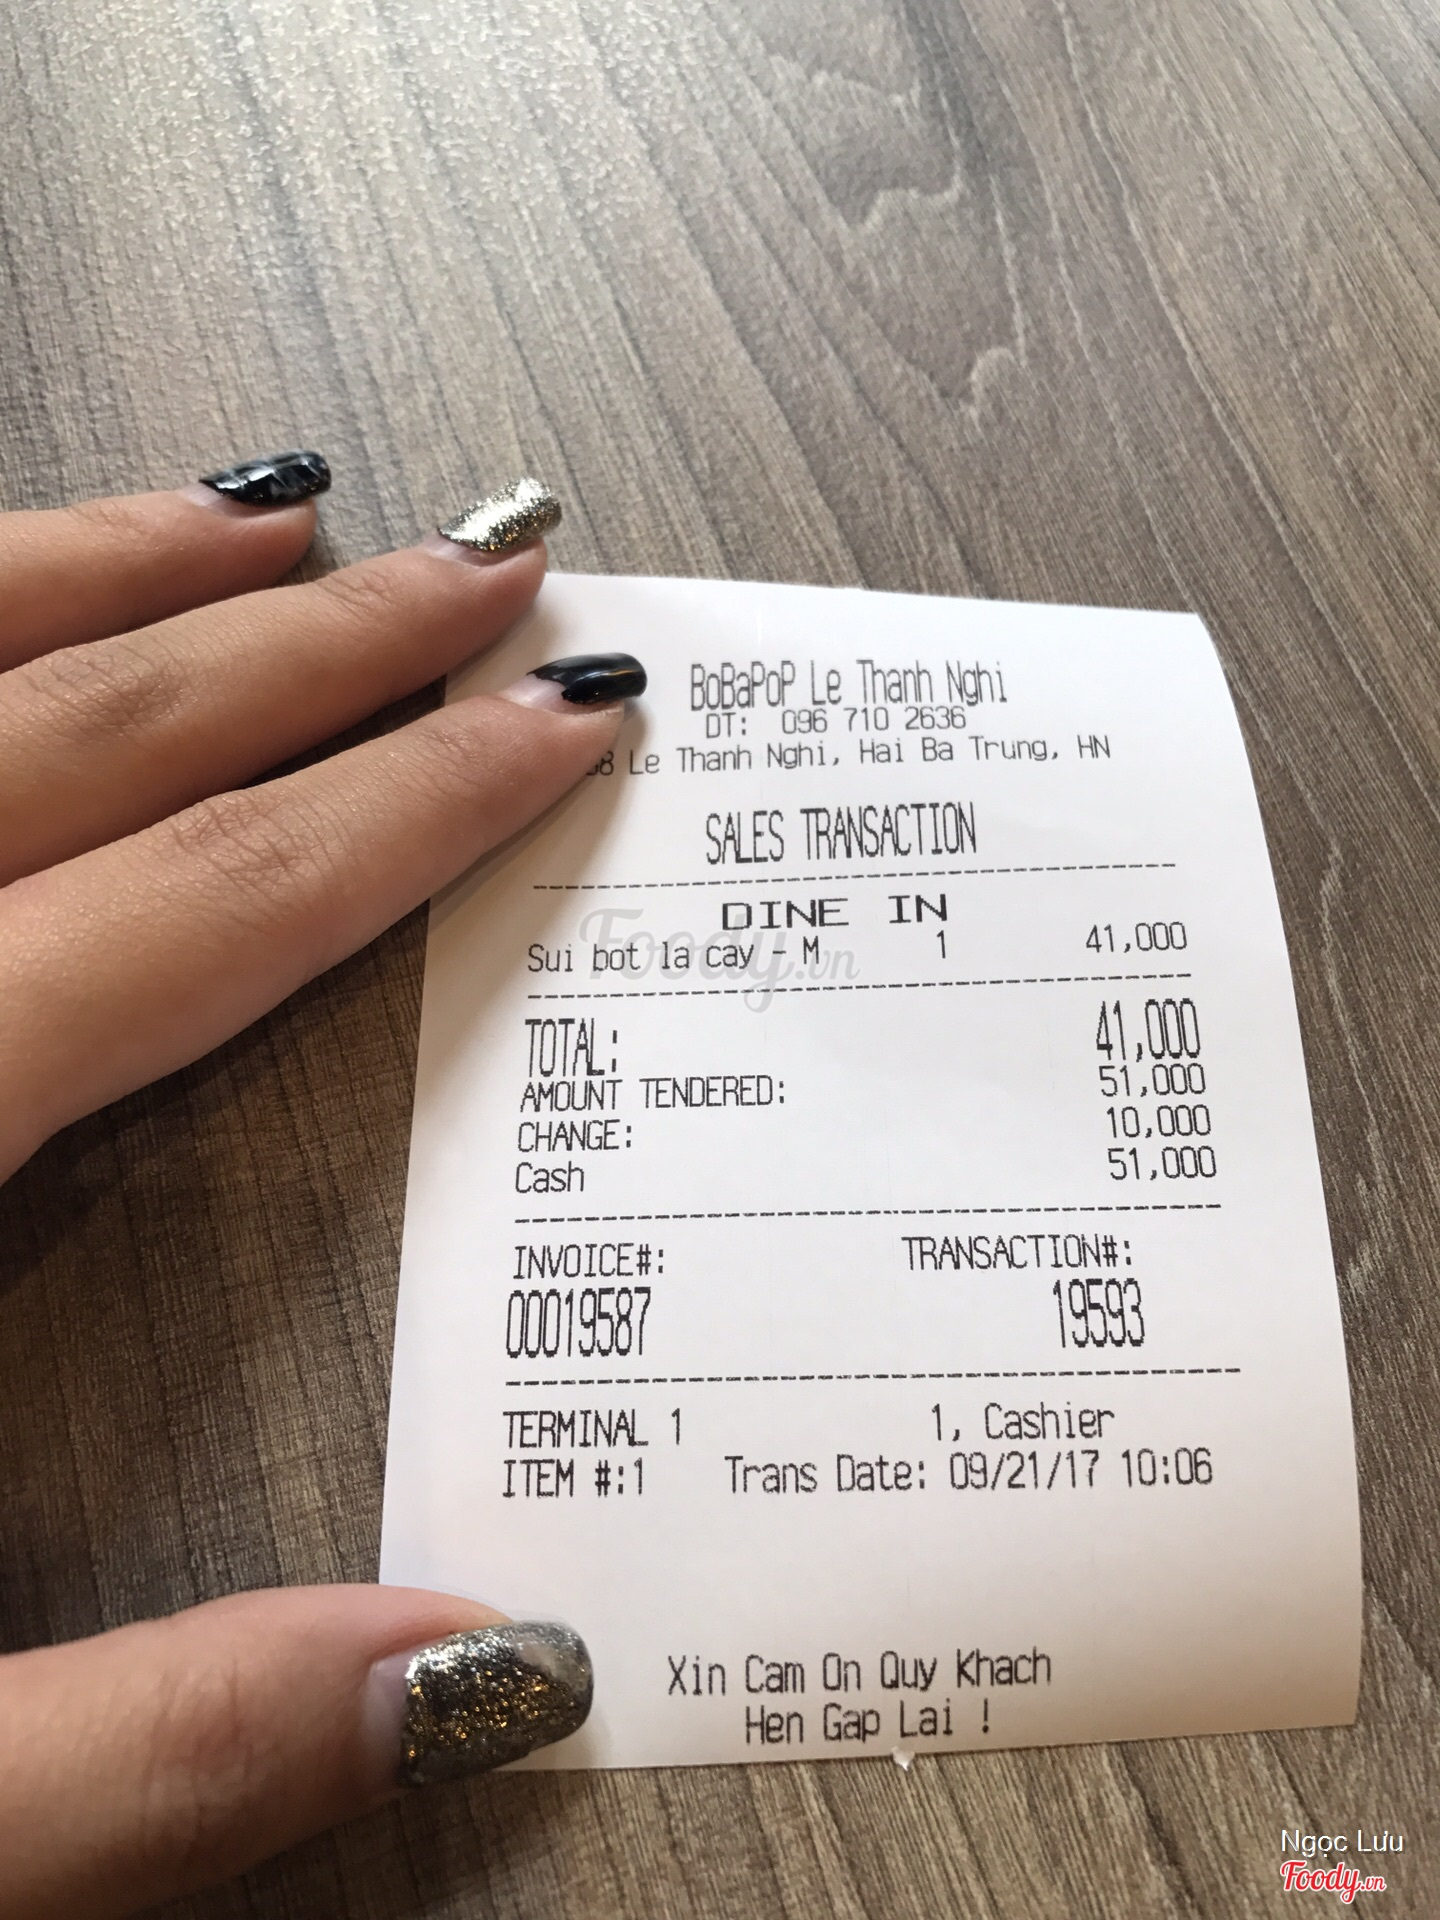 BoBaPoP Le Thanh Nghi
DT: 096 710 2636
Le Thanh Nghi, Hai Ba Trung, HN
SALES TRANSACTION
DINE IN
Sui bot la cay - M 1 41,000
TOTAL: 41,000
AMOUNT TENDERED: 51,000
CHANGE: 10,000
Cash 51,000
INVOICE#: TRANSACTION#:
00019587 19593
TERMINAL 1 1, Cashier
ITEM #:1 Trans Date: 09/21/17 10:06
Xin Cam On Quy Khach
Hen Gap Lai !
Foody.vn
Ngọc Lưu
Foody.vn